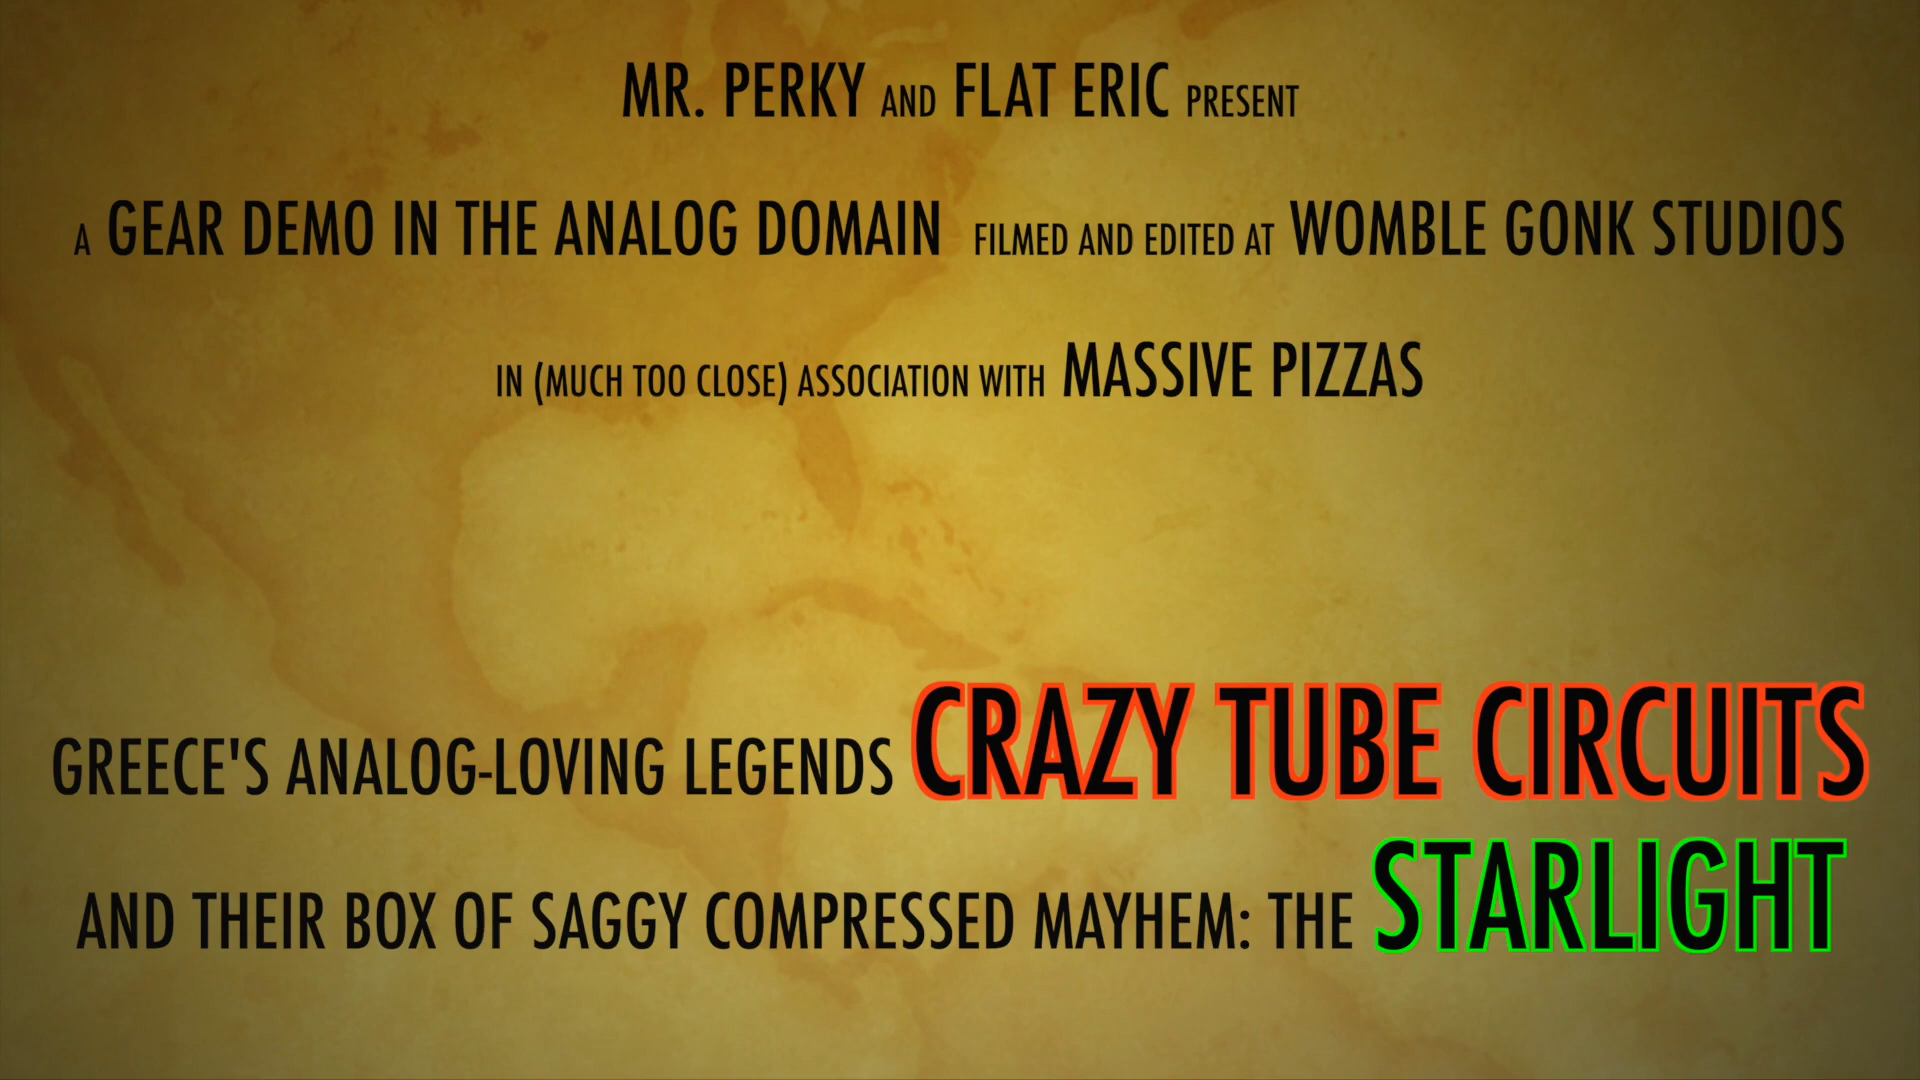 MR. PERKY AND FLAT ERIC PRESENT
A GEAR DEMO IN THE ANALOG DOMAIN FILMED AND EDITED AT WOMBLE GONK STUDIOS
IN (MUCH TOO CLOSE) ASSOCIATION WITH MASSIVE PIZZAS
GREECE'S ANALOG-LOVING LEGENDS CRAZY TUBE CIRCUITS
AND THEIR BOX OF SAGGY COMPRESSED MAYHEM: THE STARLIGHT